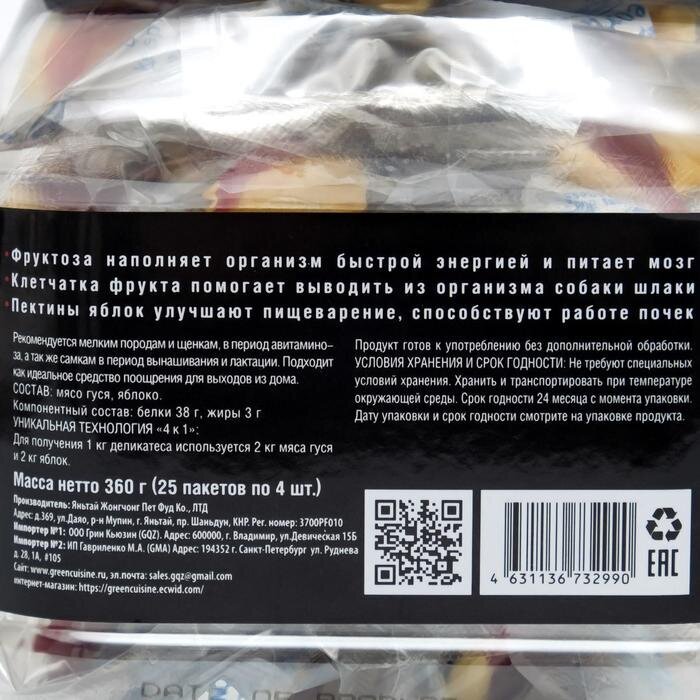 Фруктоза наполняет организм быстрой энергией и питает мозг
Клетчатка фрукта помогает выводить из организма собаки шлаки
Пектины яблок улучшают пищеварение, способствуют работе почек
Рекомендуется мелким породам и щенкам, в период авитамино-
за, а так же самкам в период вынашивания и лактации. Подходит
как идеальное средство поощрения для выходов из дома.
СОСТАВ: мясо гуся, яблоко.
Компонентный состав: белки 38 г, жиры 3 г
УНИКАЛЬНАЯ ТЕХНОЛОГИЯ «4 к 1»:
Для получения 1 кг деликатеса используется 2 кг мяса гуся
и 2 кг яблок.
Продукт готов к употреблению без дополнительной обработки.
УСЛОВИЯ ХРАНЕНИЯ И СРОК ГОДНОСТИ: Не требуют специальных
условий хранения. Хранить и транспортировать при температуре
окружающей среды. Срок годности 24 месяца с момента упаковки.
Дату упаковки и срок годности смотрите на упаковке продукта.
Масса нетто 360 г (25 пакетов по 4 шт.)
Производитель: Яньтай Жонгчонг Пет Фуд Ко., ЛТД
Адрес: д.369, ул.Даяо, р-н Мупин, г. Яньтай, пр. Шаньдун, КНР. Рег. номер: 3700PF010
Импортер №1: ООО Грин Кьюзин (GQZ). Адрес: 600000, г. Владимир, ул.Девическая 15Б
Импортер №2: ИП Гавриленко М.А. (GMA) Адрес: 194352 г. Санкт-Петербург ул. Руднева
д. 28, 1А, #105
Сайт: www.greencuisine.ru, эл.почта: sales.gqz@gmail.com
интернет-магазин: https://greencuisine.ecwid.com/
4 631136 732990
EAC